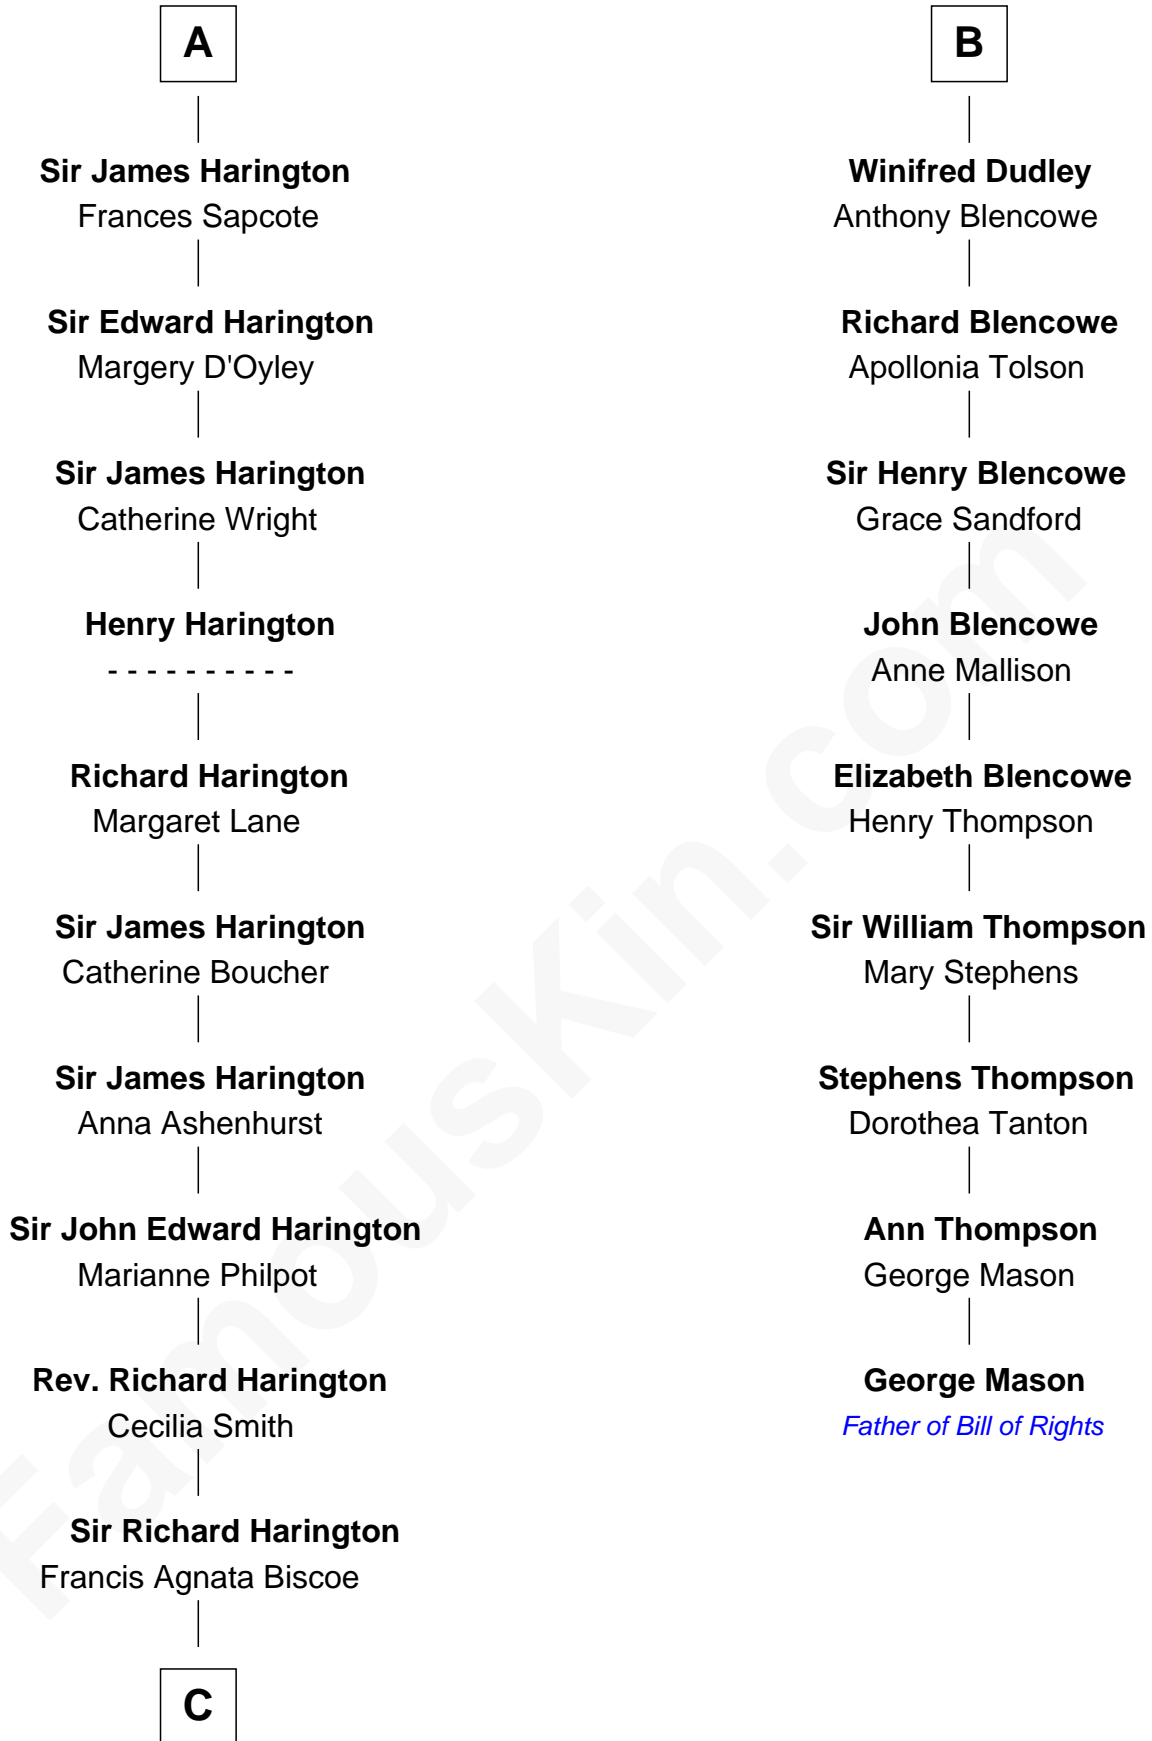 A
Sir James Harington
Frances Sapcote
Sir Edward Harington
Margery D'Oyley
Sir James Harington
Catherine Wright
Henry Harington
- - - - - - - - - -
Richard Harington
Margaret Lane
Sir James Harington
Catherine Boucher
Sir James Harington
Anna Ashenhurst
Sir John Edward Harington
Marianne Philpot
Rev. Richard Harington
Cecilia Smith
Sir Richard Harington
Francis Agnata Biscoe
C
B
Winifred Dudley
Anthony Blencowe
Richard Blencowe
Apollonia Tolson
Sir Henry Blencowe
Grace Sandford
John Blencowe
Anne Mallison
Elizabeth Blencowe
Henry Thompson
Sir William Thompson
Mary Stephens
Stephens Thompson
Dorothea Tanton
Ann Thompson
George Mason
George Mason
Father of Bill of Rights
FamousKin.com